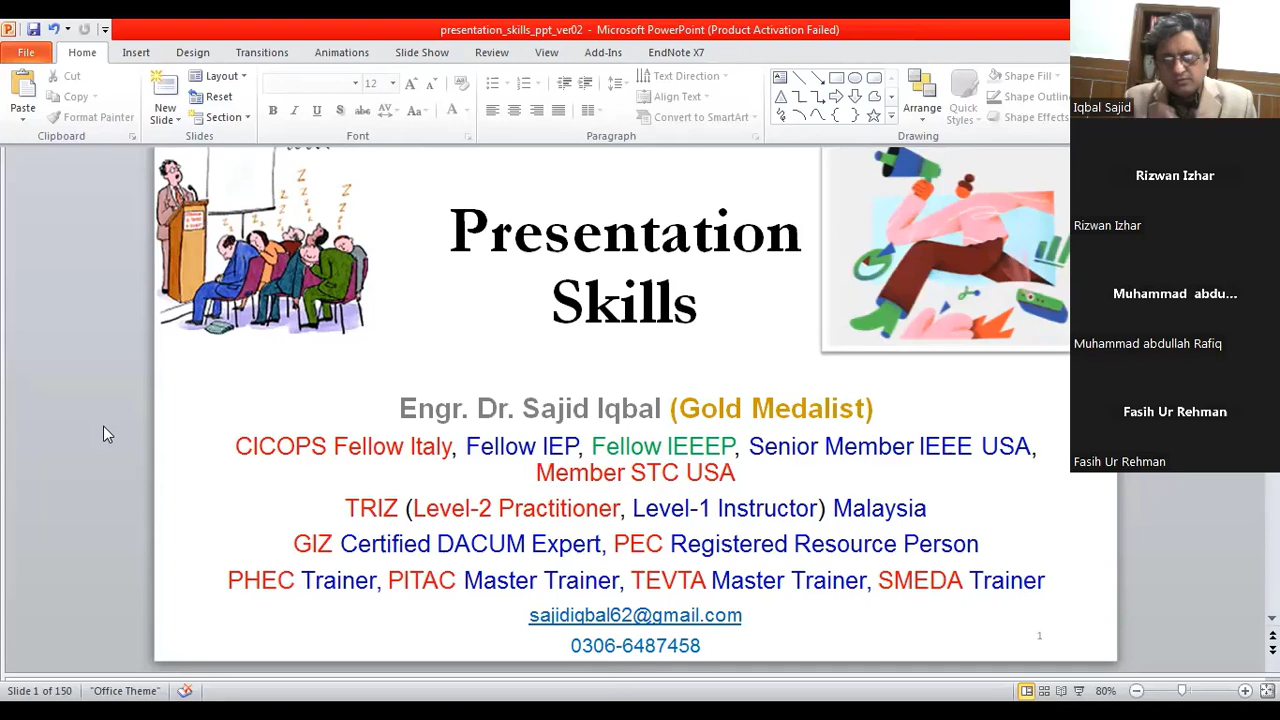 presentation_skills_ppt_ver02 - Microsoft PowerPoint (Product Activation Failed)
File Home Insert Design Transitions Animations Slide Show Review View Add-Ins EndNote X7
Paste
Cut
Copy
Format Painter
Clipboard
New
Slide
Layout
Reset
Section
Slides
12
B I U S abc AV Aa A
Font
Text Direction
Align Text
Convert to SmartArt
Paragraph
Arrange
Quick
Styles
Shape Fill
Shape Outline
Shape Effects
Drawing
Iqbal Sajid
Rizwan Izhar
Rizwan Izhar
Muhammad abdu...
Muhammad abdullah Rafiq
Fasih Ur Rehman
Fasih Ur Rehman
Z Z Z Z Z
Presentation
Skills
Engr. Dr. Sajid Iqbal (Gold Medalist)
CICOPS Fellow Italy, Fellow IEP, Fellow IEEEP, Senior Member IEEE USA,
Member STC USA
TRIZ (Level-2 Practitioner, Level-1 Instructor) Malaysia
GIZ Certified DACUM Expert, PEC Registered Resource Person
PHEC Trainer, PITAC Master Trainer, TEVTA Master Trainer, SMEDA Trainer
sajidiqbal62@gmail.com
0306-6487458
1
Slide 1 of 150 "Office Theme" 80%